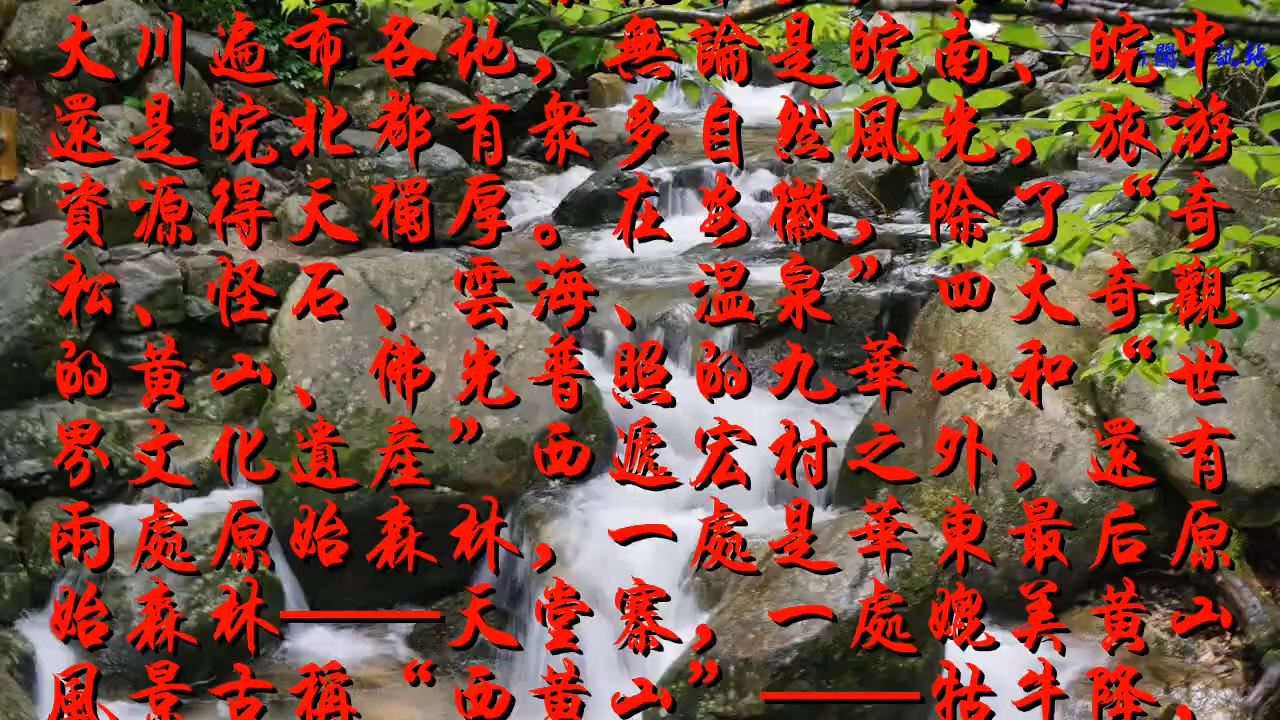 大川遍布各地，無論是皖南、皖中
還是皖北都有衆多自然風光，旅游
資源得天獨厚。在安徽，除了“奇
松、怪石、雲海、温泉”四大奇觀
的黄山、佛光普照的九華山和“世
界文化遺産”西遞宏村之外，還有
兩處原始森林，一處是華東最后原
始森林——天堂寨，一處媲美黄山
風景古稱“西黄山”——牯牛降，